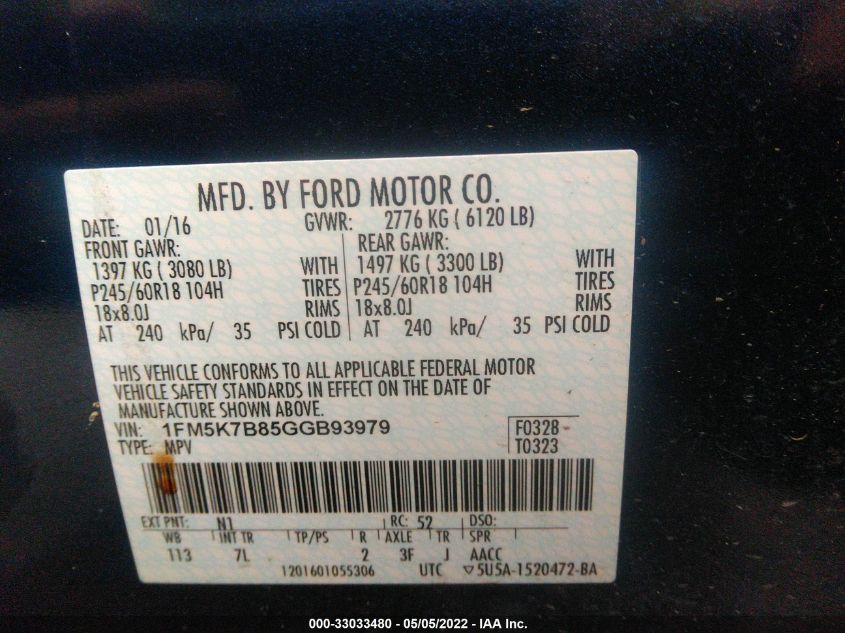 MFD. BY FORD MOTOR CO.
DATE: 01/16 GVWR: 2776 KG ( 6120 LB)
FRONT GAWR: REAR GAWR:
1397 KG ( 3080 LB) WITH 1497 KG ( 3300 LB) WITH
P245/60R18 104H TIRES P245/60R18 104H TIRES
18x8.0J RIMS 18x8.0J RIMS
AT 240 kPa/ 35 PSI COLD AT 240 kPa/ 35 PSI COLD
THIS VEHICLE CONFORMS TO ALL APPLICABLE FEDERAL MOTOR
VEHICLE SAFETY STANDARDS IN EFFECT ON THE DATE OF
MANUFACTURE SHOWN ABOVE.
VIN: 1FM5K7B85GGB93979 F0328
TYPE: MPV T0323
EXT PNT: N1 RC: 52 DSO:
WB INT TR TP/PS R AXLE TR SPR
113 7L 2 3F J AACC
1201601055306 UTC ▽5U5A-1520472-BA
000-33033480 - 05/05/2022 - IAA Inc.